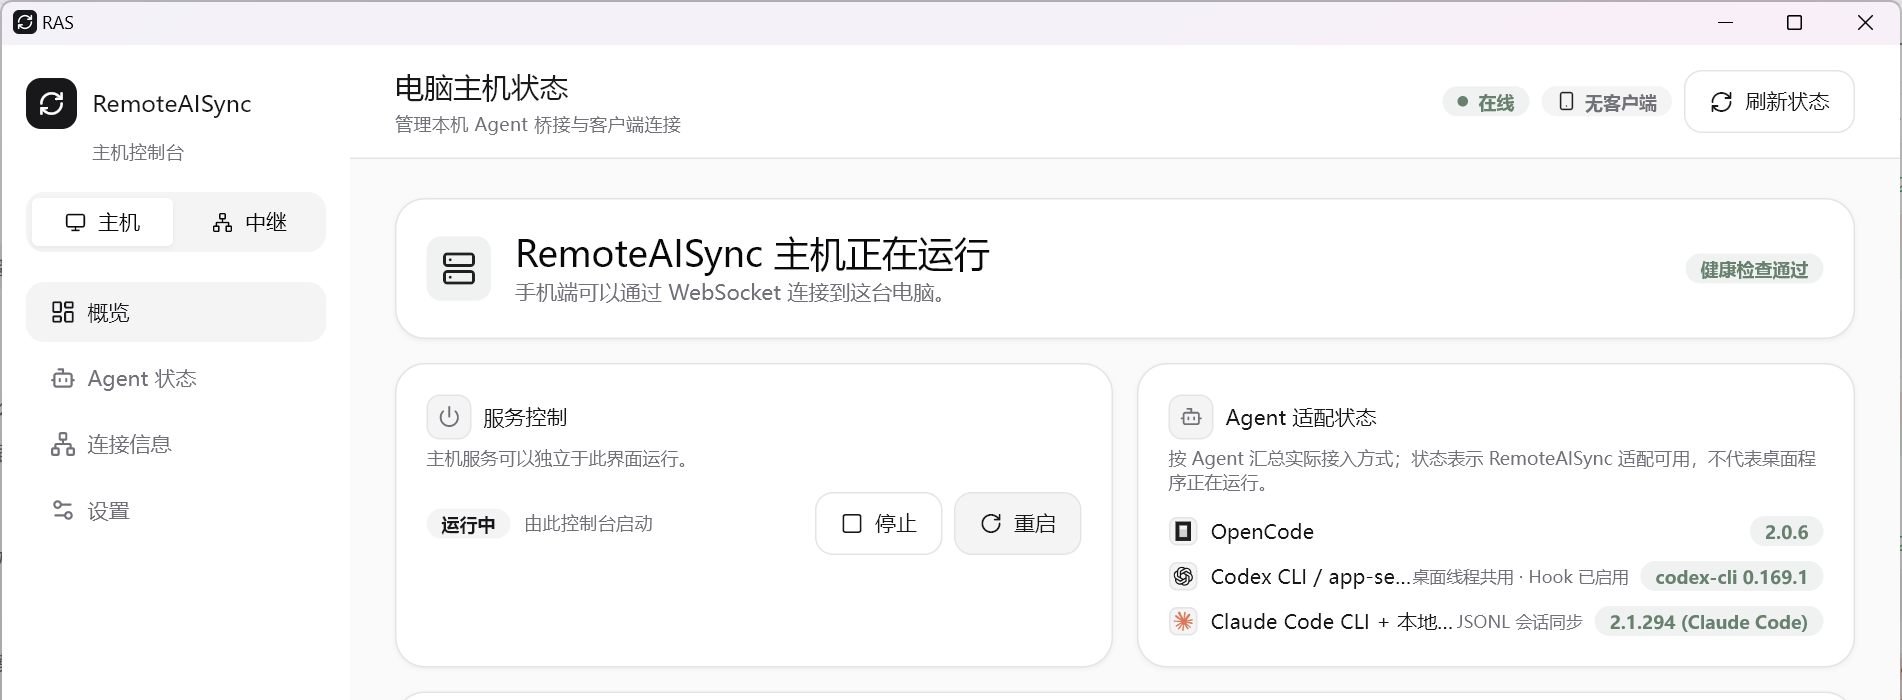 RAS
RemoteAISync
主机控制台
主机
中继
概览
Agent 状态
连接信息
设置
电脑主机状态
管理本机 Agent 桥接与客户端连接
在线
无客户端
刷新状态
RemoteAISync 主机正在运行
手机端可以通过 WebSocket 连接到这台电脑。
健康检查通过
服务控制
主机服务可以独立于此界面运行。
运行中
由此控制台启动
停止
重启
Agent 适配状态
按 Agent 汇总实际接入方式；状态表示 RemoteAISync 适配可用，不代表桌面程
序正在运行。
OpenCode
2.0.6
Codex CLI / app-se...桌面线程共用 · Hook 已启用
codex-cli 0.169.1
Claude Code CLI + 本地...JSONL 会话同步
2.1.294 (Claude Code)